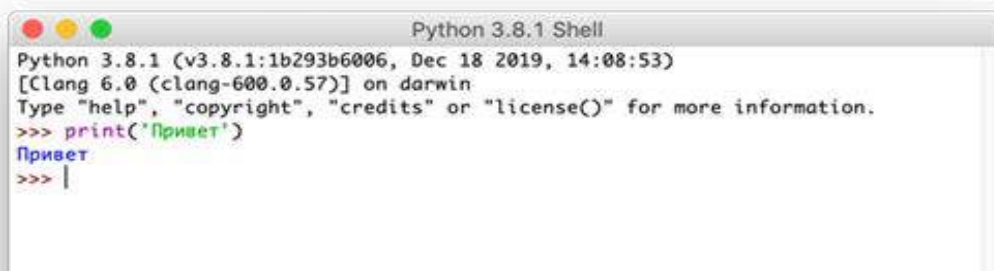 Python 3.8.1 Shell
Python 3.8.1 (v3.8.1:1b293b6006, Dec 18 2019, 14:08:53)
[Clang 6.0 (clang-600.0.57)] on darwin
Type "help", "copyright", "credits" or "license()" for more information.
>>> print('Привет')
Привет
>>>